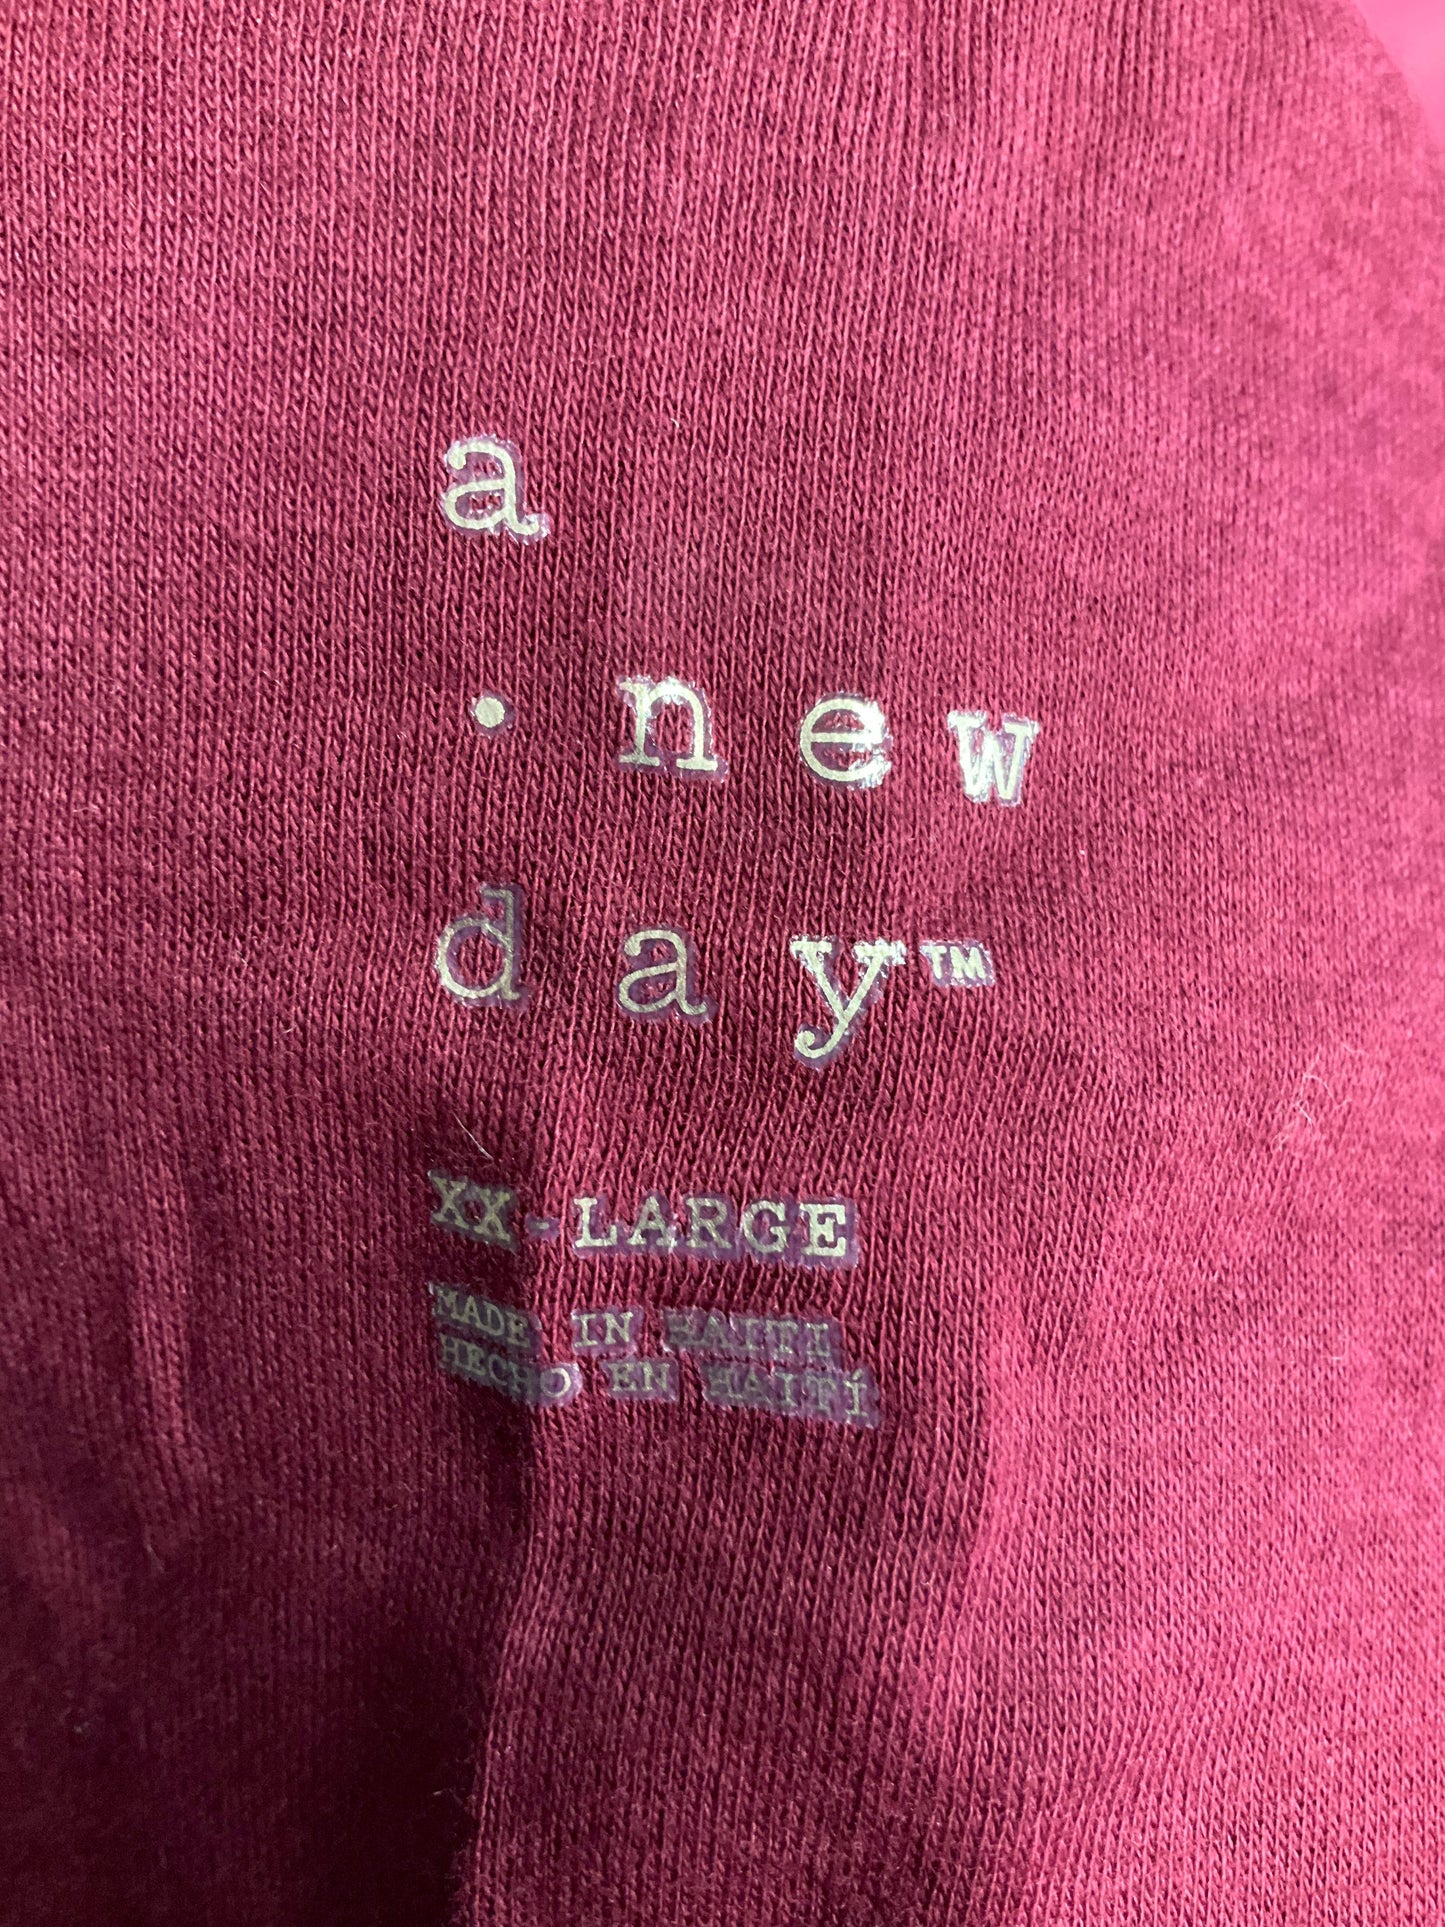 a
· new
day™
XX-LARGE
MADE IN HAITI
HECHO EN HAITÍ